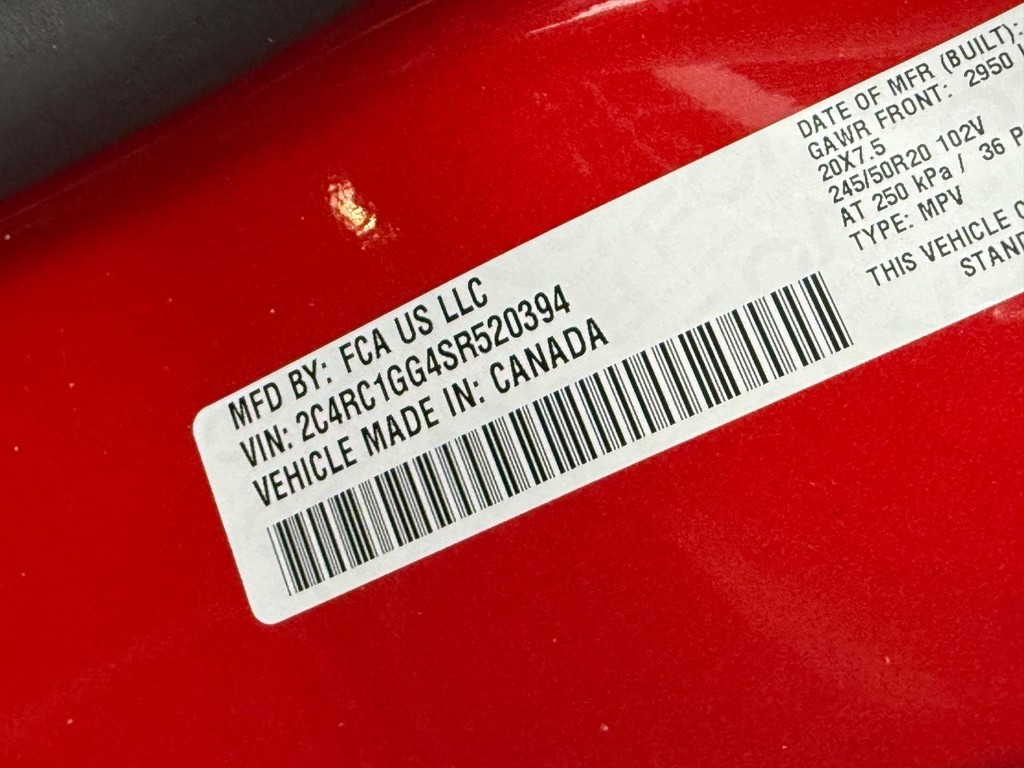 MFD BY: FCA US LLC
VIN: 2C4RC1GG4SR520394
VEHICLE MADE IN: CANADA
DATE OF MFR (BUILT):
GAWR FRONT: 2950
20X7.5
245/50R20 102V
AT 250 kPa / 36
TYPE: MPV
THIS VEHICLE